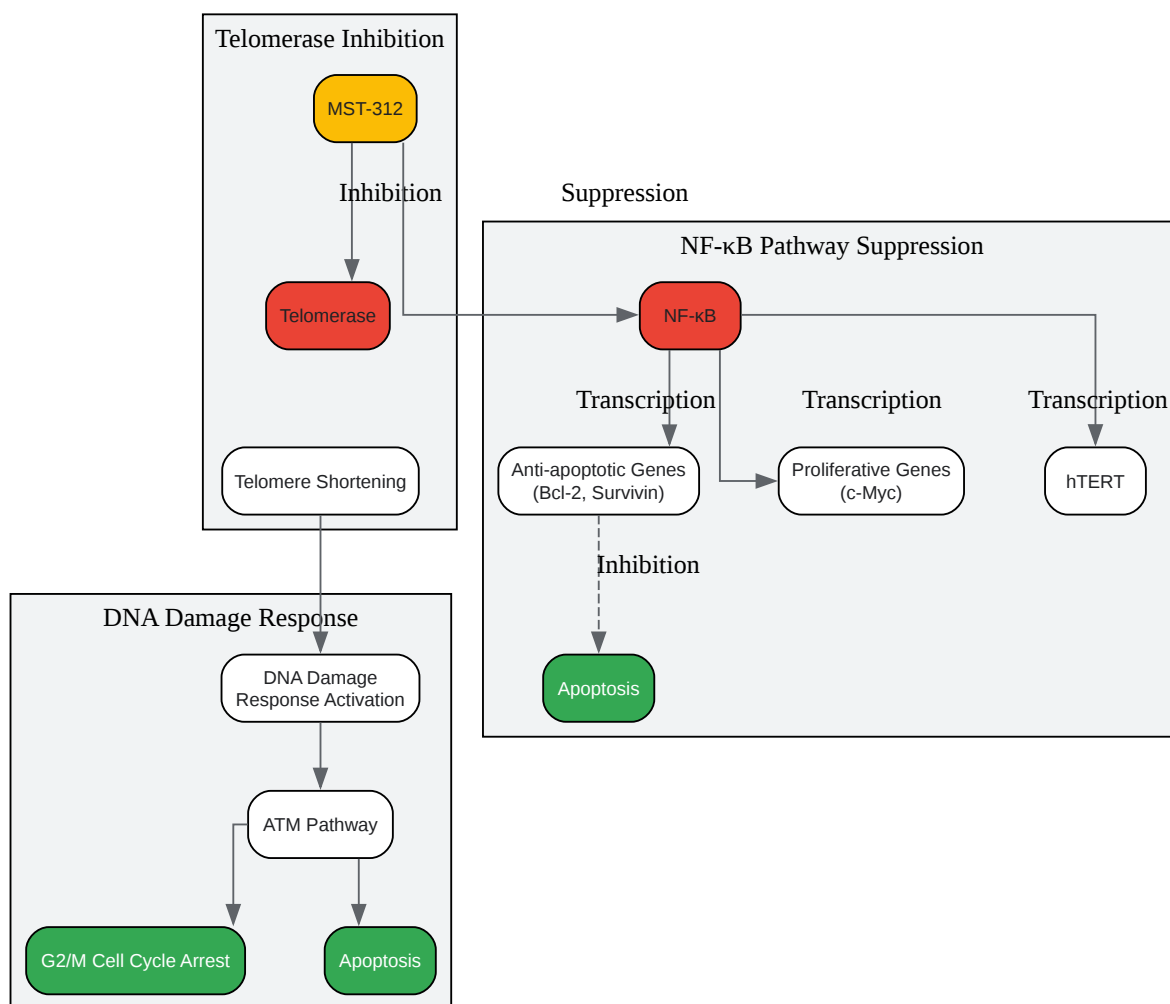 Telomerase Inhibition
MST-312
Inhibition
Suppression
NF-κB Pathway Suppression
Telomerase
NF-κB
Transcription
Transcription
Transcription
Telomere Shortening
Anti-apoptotic Genes
(Bcl-2, Survivin)
Proliferative Genes
(c-Myc)
hTERT
Inhibition
DNA Damage Response
DNA Damage
Response Activation
Apoptosis
ATM Pathway
G2/M Cell Cycle Arrest
Apoptosis